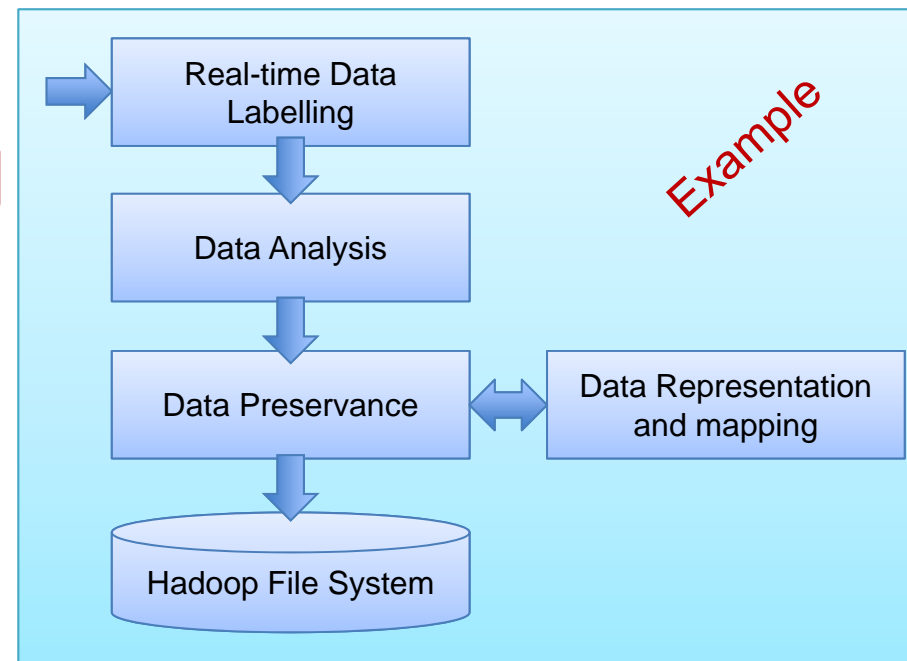 Real-time Data
Labelling
Example
Data Analysis
Data Preservance
Data Representation
and mapping
Hadoop File System